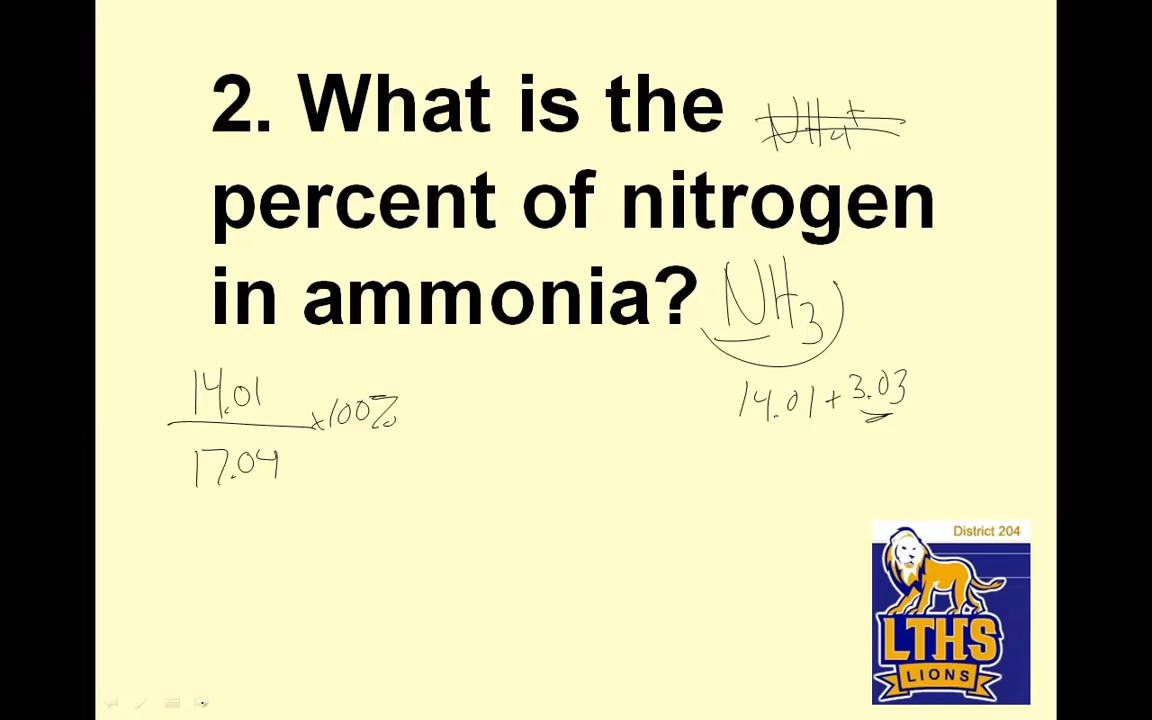 2. What is the
N̶H̶₄̶⁺̶
percent of nitrogen
in ammonia?
NH₃
14.01
17.04
x100%
14.01+3.03
District 204
LTHS
LIONS